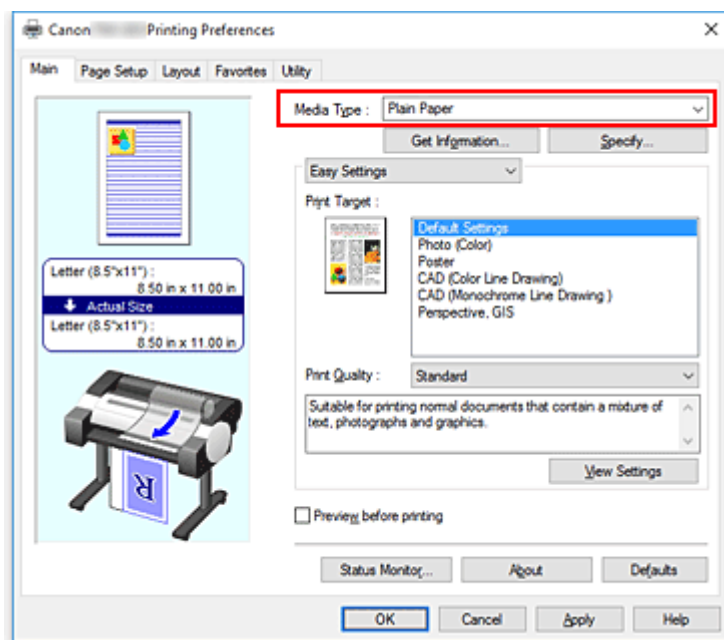 Canon Printing Preferences
Main Page Setup Layout Favorites Utility
Media Type : Plain Paper
Get Information... Specify...
Easy Settings
Print Target :
Default Settings
Photo (Color)
Poster
CAD (Color Line Drawing)
CAD (Monochrome Line Drawing )
Perspective, GIS
Letter (8.5"x11") :
8.50 in x 11.00 in
Actual Size
Letter (8.5"x11") :
8.50 in x 11.00 in
R
Print Quality : Standard
Suitable for printing normal documents that contain a mixture of
text, photographs and graphics.
View Settings
Preview before printing
Status Monitor... About Defaults
OK Cancel Apply Help